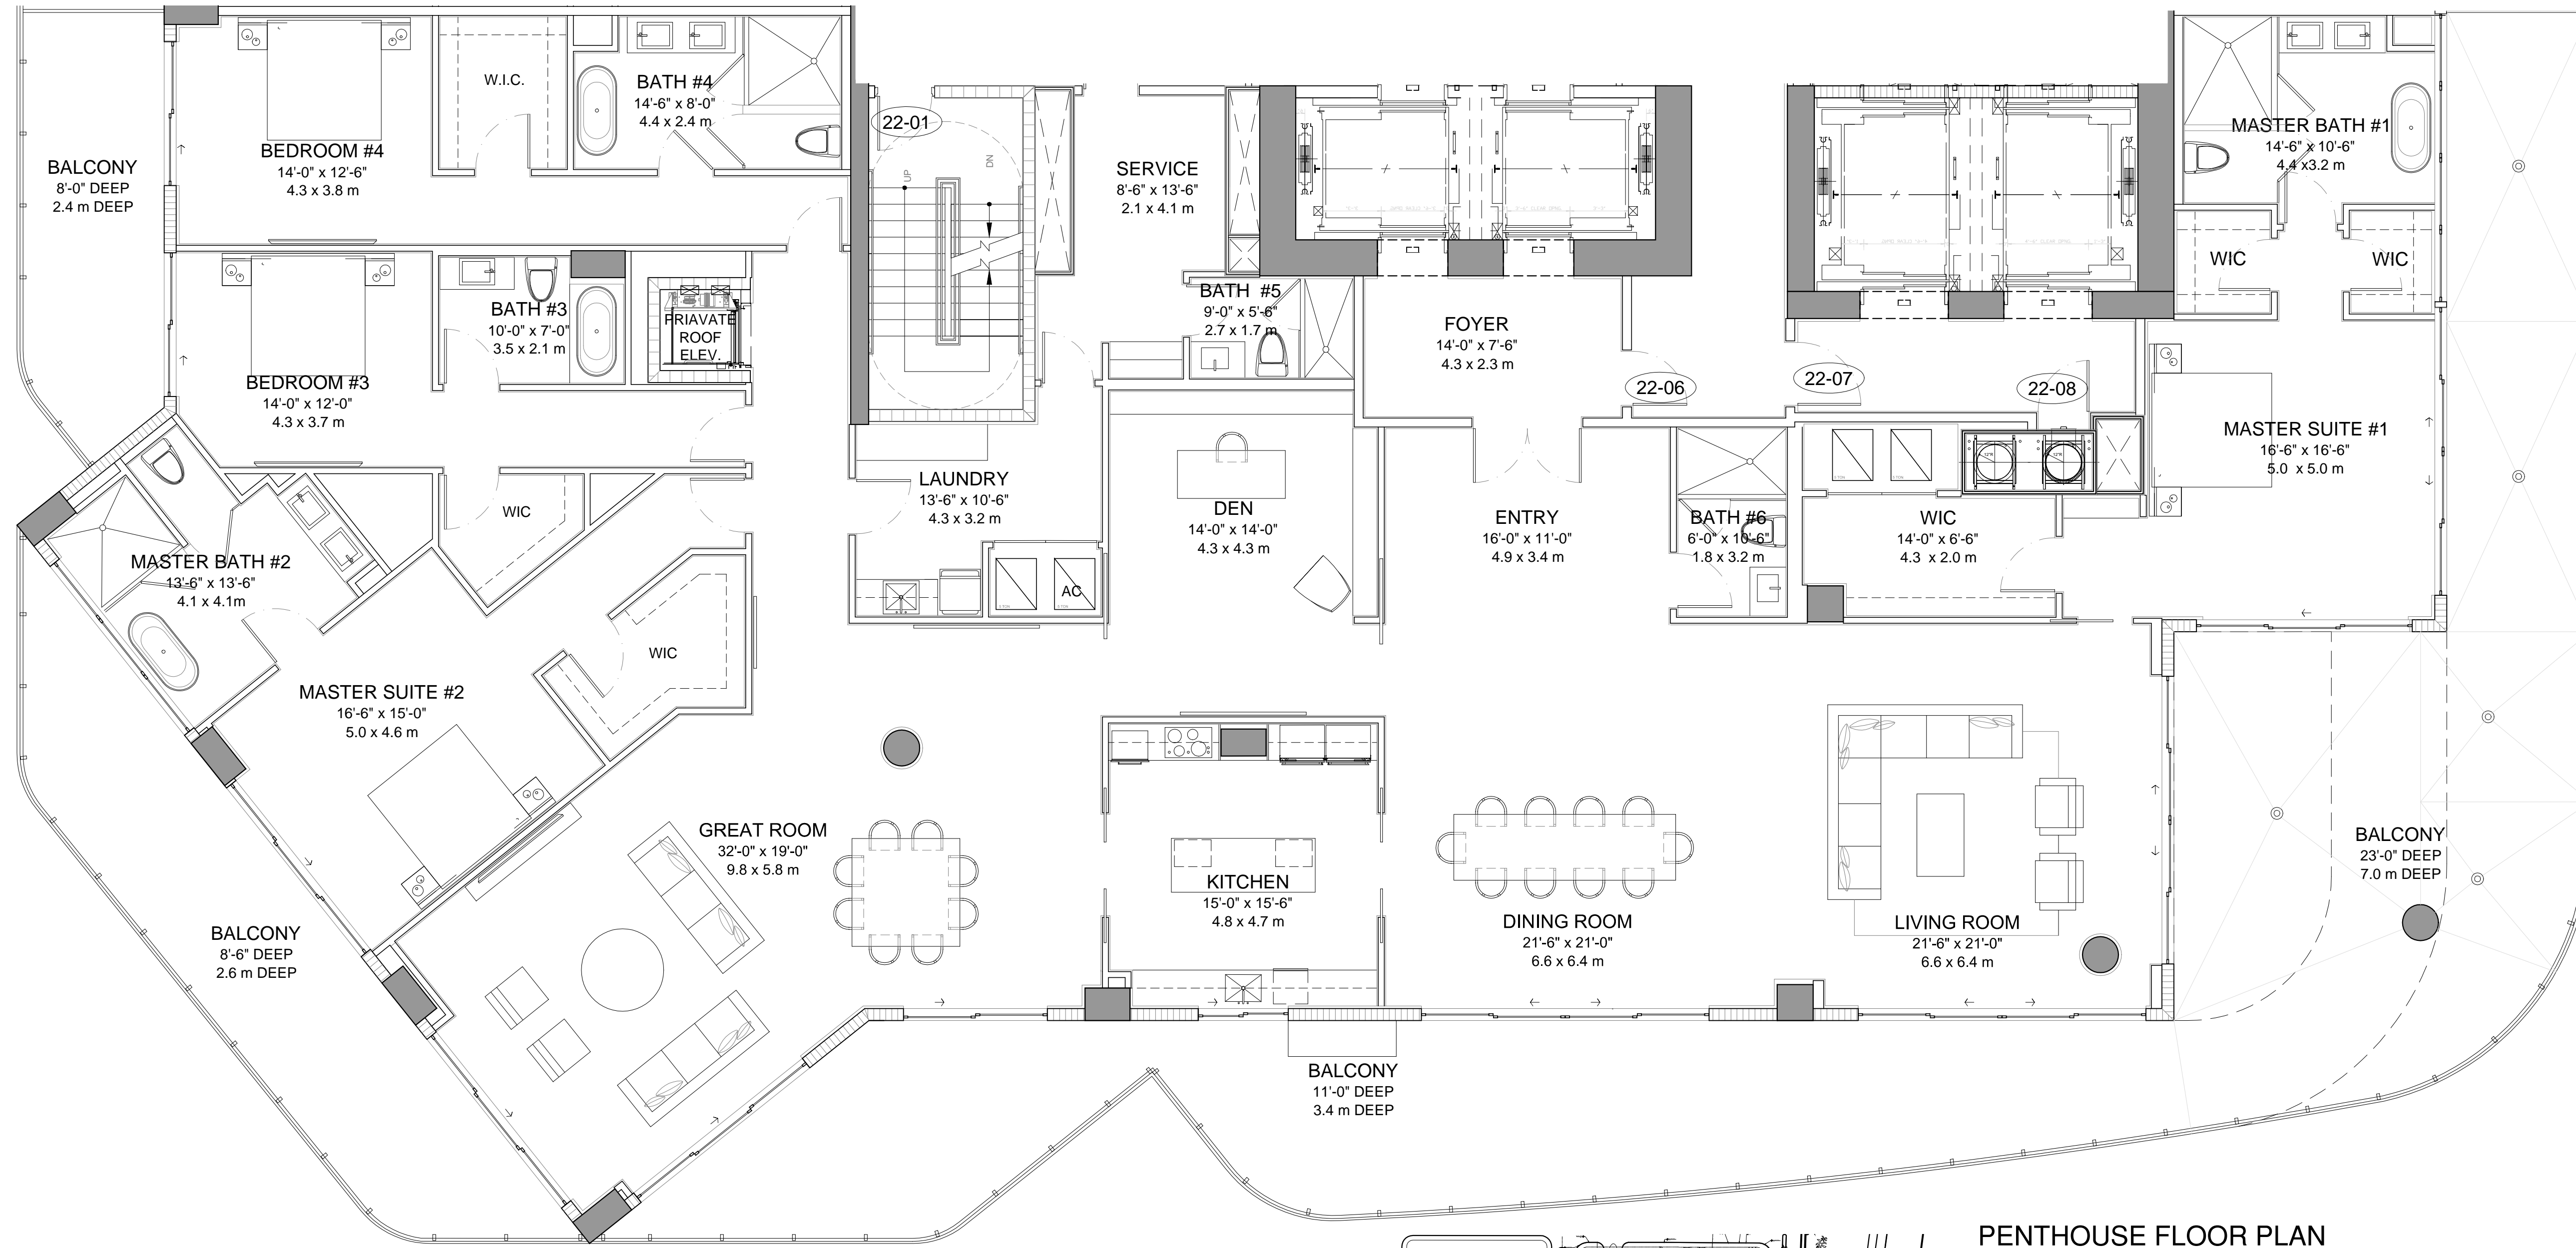 BALCONY
8'-0" DEEP
2.4 m DEEP
BEDROOM #4
14'-0" x 12'-6"
4.3 x 3.8 m
W.I.C.
BATH #4
14'-6" x 8'-0"
4.4 x 2.4 m
22-01
UP
DN
SERVICE
8'-6" x 13'-6"
2.1 x 4.1 m
MASTER BATH #1
14'-6" x 10'-6"
4.4 x3.2 m
WIC
WIC
BEDROOM #3
14'-0" x 12'-0"
4.3 x 3.7 m
BATH #3
10'-0" x 7'-0"
3.5 x 2.1 m
PRIAVATE
ROOF
ELEV.
BATH #5
9'-0" x 5'-6"
2.7 x 1.7 m
FOYER
14'-0" x 7'-6"
4.3 x 2.3 m
22-06
22-07
22-08
MASTER SUITE #1
16'-6" x 16'-6"
5.0 x 5.0 m
WIC
LAUNDRY
13'-6" x 10'-6"
4.3 x 3.2 m
AC
DEN
14'-0" x 14'-0"
4.3 x 4.3 m
ENTRY
16'-0" x 11'-0"
4.9 x 3.4 m
BATH #6
6'-0" x 10'-6"
1.8 x 3.2 m
WIC
14'-0" x 6'-6"
4.3 x 2.0 m
MASTER BATH #2
13'-6" x 13'-6"
4.1 x 4.1m
WIC
MASTER SUITE #2
16'-6" x 15'-0"
5.0 x 4.6 m
GREAT ROOM
32'-0" x 19'-0"
9.8 x 5.8 m
KITCHEN
15'-0" x 15'-6"
4.8 x 4.7 m
DINING ROOM
21'-6" x 21'-0"
6.6 x 6.4 m
LIVING ROOM
21'-6" x 21'-0"
6.6 x 6.4 m
BALCONY
23'-0" DEEP
7.0 m DEEP
BALCONY
8'-6" DEEP
2.6 m DEEP
BALCONY
11'-0" DEEP
3.4 m DEEP
PENTHOUSE FLOOR PLAN